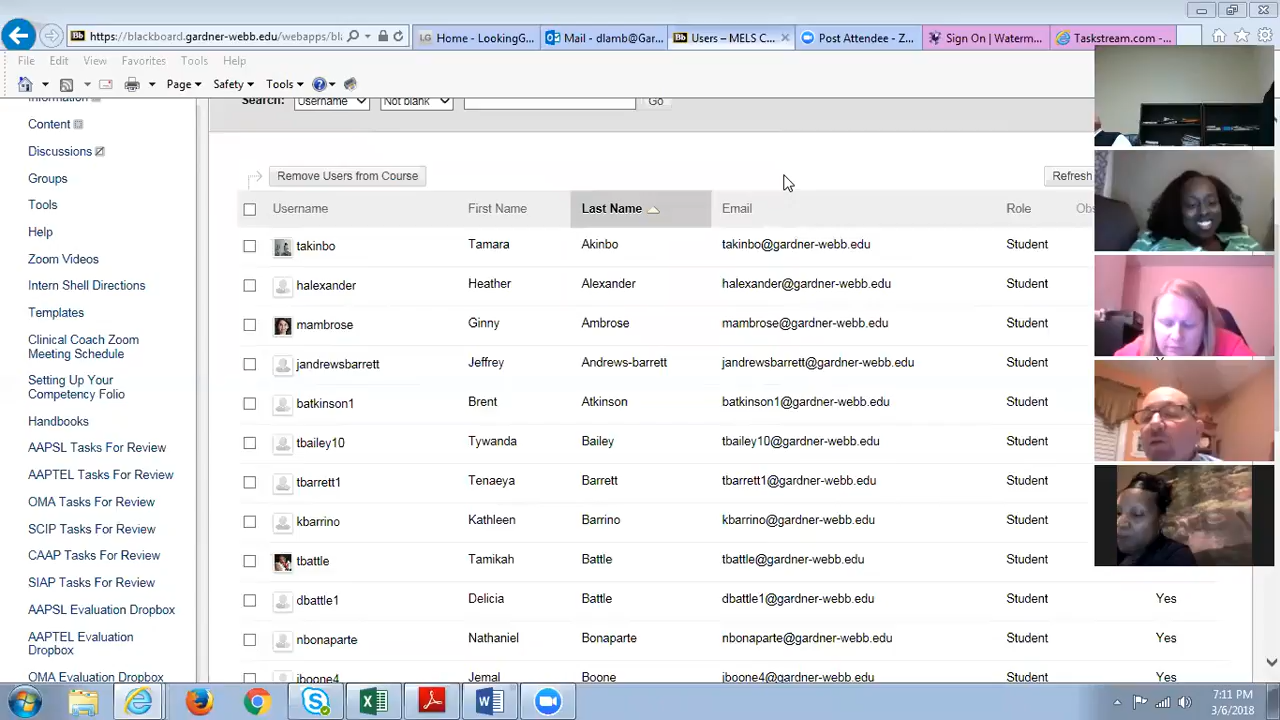 https://blackboard.gardner-webb.edu/webapps/bl
Home - LookingG...
Mail - dlamb@Gar...
Users – MELS C...
Post Attendee - Z...
Sign On | Waterm...
Taskstream.com -...
File Edit View Favorites Tools Help
Page Safety Tools
Search: Username Not blank Go
Information
Content
Discussions
Groups
Tools
Help
Zoom Videos
Intern Shell Directions
Templates
Clinical Coach Zoom
Meeting Schedule
Setting Up Your
Competency Folio
Handbooks
AAPSL Tasks For Review
AAPTEL Tasks For Review
OMA Tasks For Review
SCIP Tasks For Review
CAAP Tasks For Review
SIAP Tasks For Review
AAPSL Evaluation Dropbox
AAPTEL Evaluation
Dropbox
OMA Evaluation Dropbox
Remove Users from Course Refresh
Username First Name Last Name Email Role Obs
takinbo Tamara Akinbo takinbo@gardner-webb.edu Student
halexander Heather Alexander halexander@gardner-webb.edu Student
mambrose Ginny Ambrose mambrose@gardner-webb.edu Student
jandrewsbarrett Jeffrey Andrews-barrett jandrewsbarrett@gardner-webb.edu Student
batkinson1 Brent Atkinson batkinson1@gardner-webb.edu Student
tbailey10 Tywanda Bailey tbailey10@gardner-webb.edu Student
tbarrett1 Tenaeya Barrett tbarrett1@gardner-webb.edu Student
kbarrino Kathleen Barrino kbarrino@gardner-webb.edu Student
tbattle Tamikah Battle tbattle@gardner-webb.edu Student
dbattle1 Delicia Battle dbattle1@gardner-webb.edu Student Yes
nbonaparte Nathaniel Bonaparte nbonaparte@gardner-webb.edu Student Yes
jboone4 Jemal Boone jboone4@gardner-webb.edu Student Yes
7:11 PM
3/6/2018